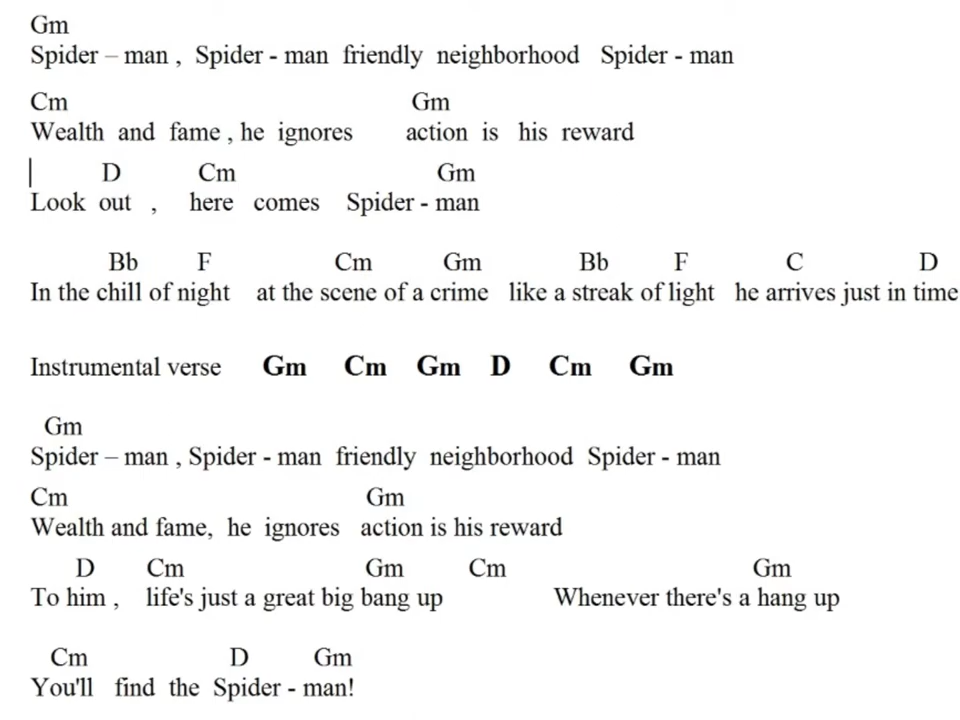 Gm
Spider – man , Spider - man friendly neighborhood Spider - man
Cm Gm
Wealth and fame , he ignores action is his reward
D Cm Gm
Look out , here comes Spider - man
Bb F Cm Gm Bb F C D
In the chill of night at the scene of a crime like a streak of light he arrives just in time
Instrumental verse Gm Cm Gm D Cm Gm
Gm
Spider – man , Spider - man friendly neighborhood Spider - man
Cm Gm
Wealth and fame, he ignores action is his reward
D Cm Gm Cm Gm
To him , life's just a great big bang up Whenever there's a hang up
Cm D Gm
You'll find the Spider - man!